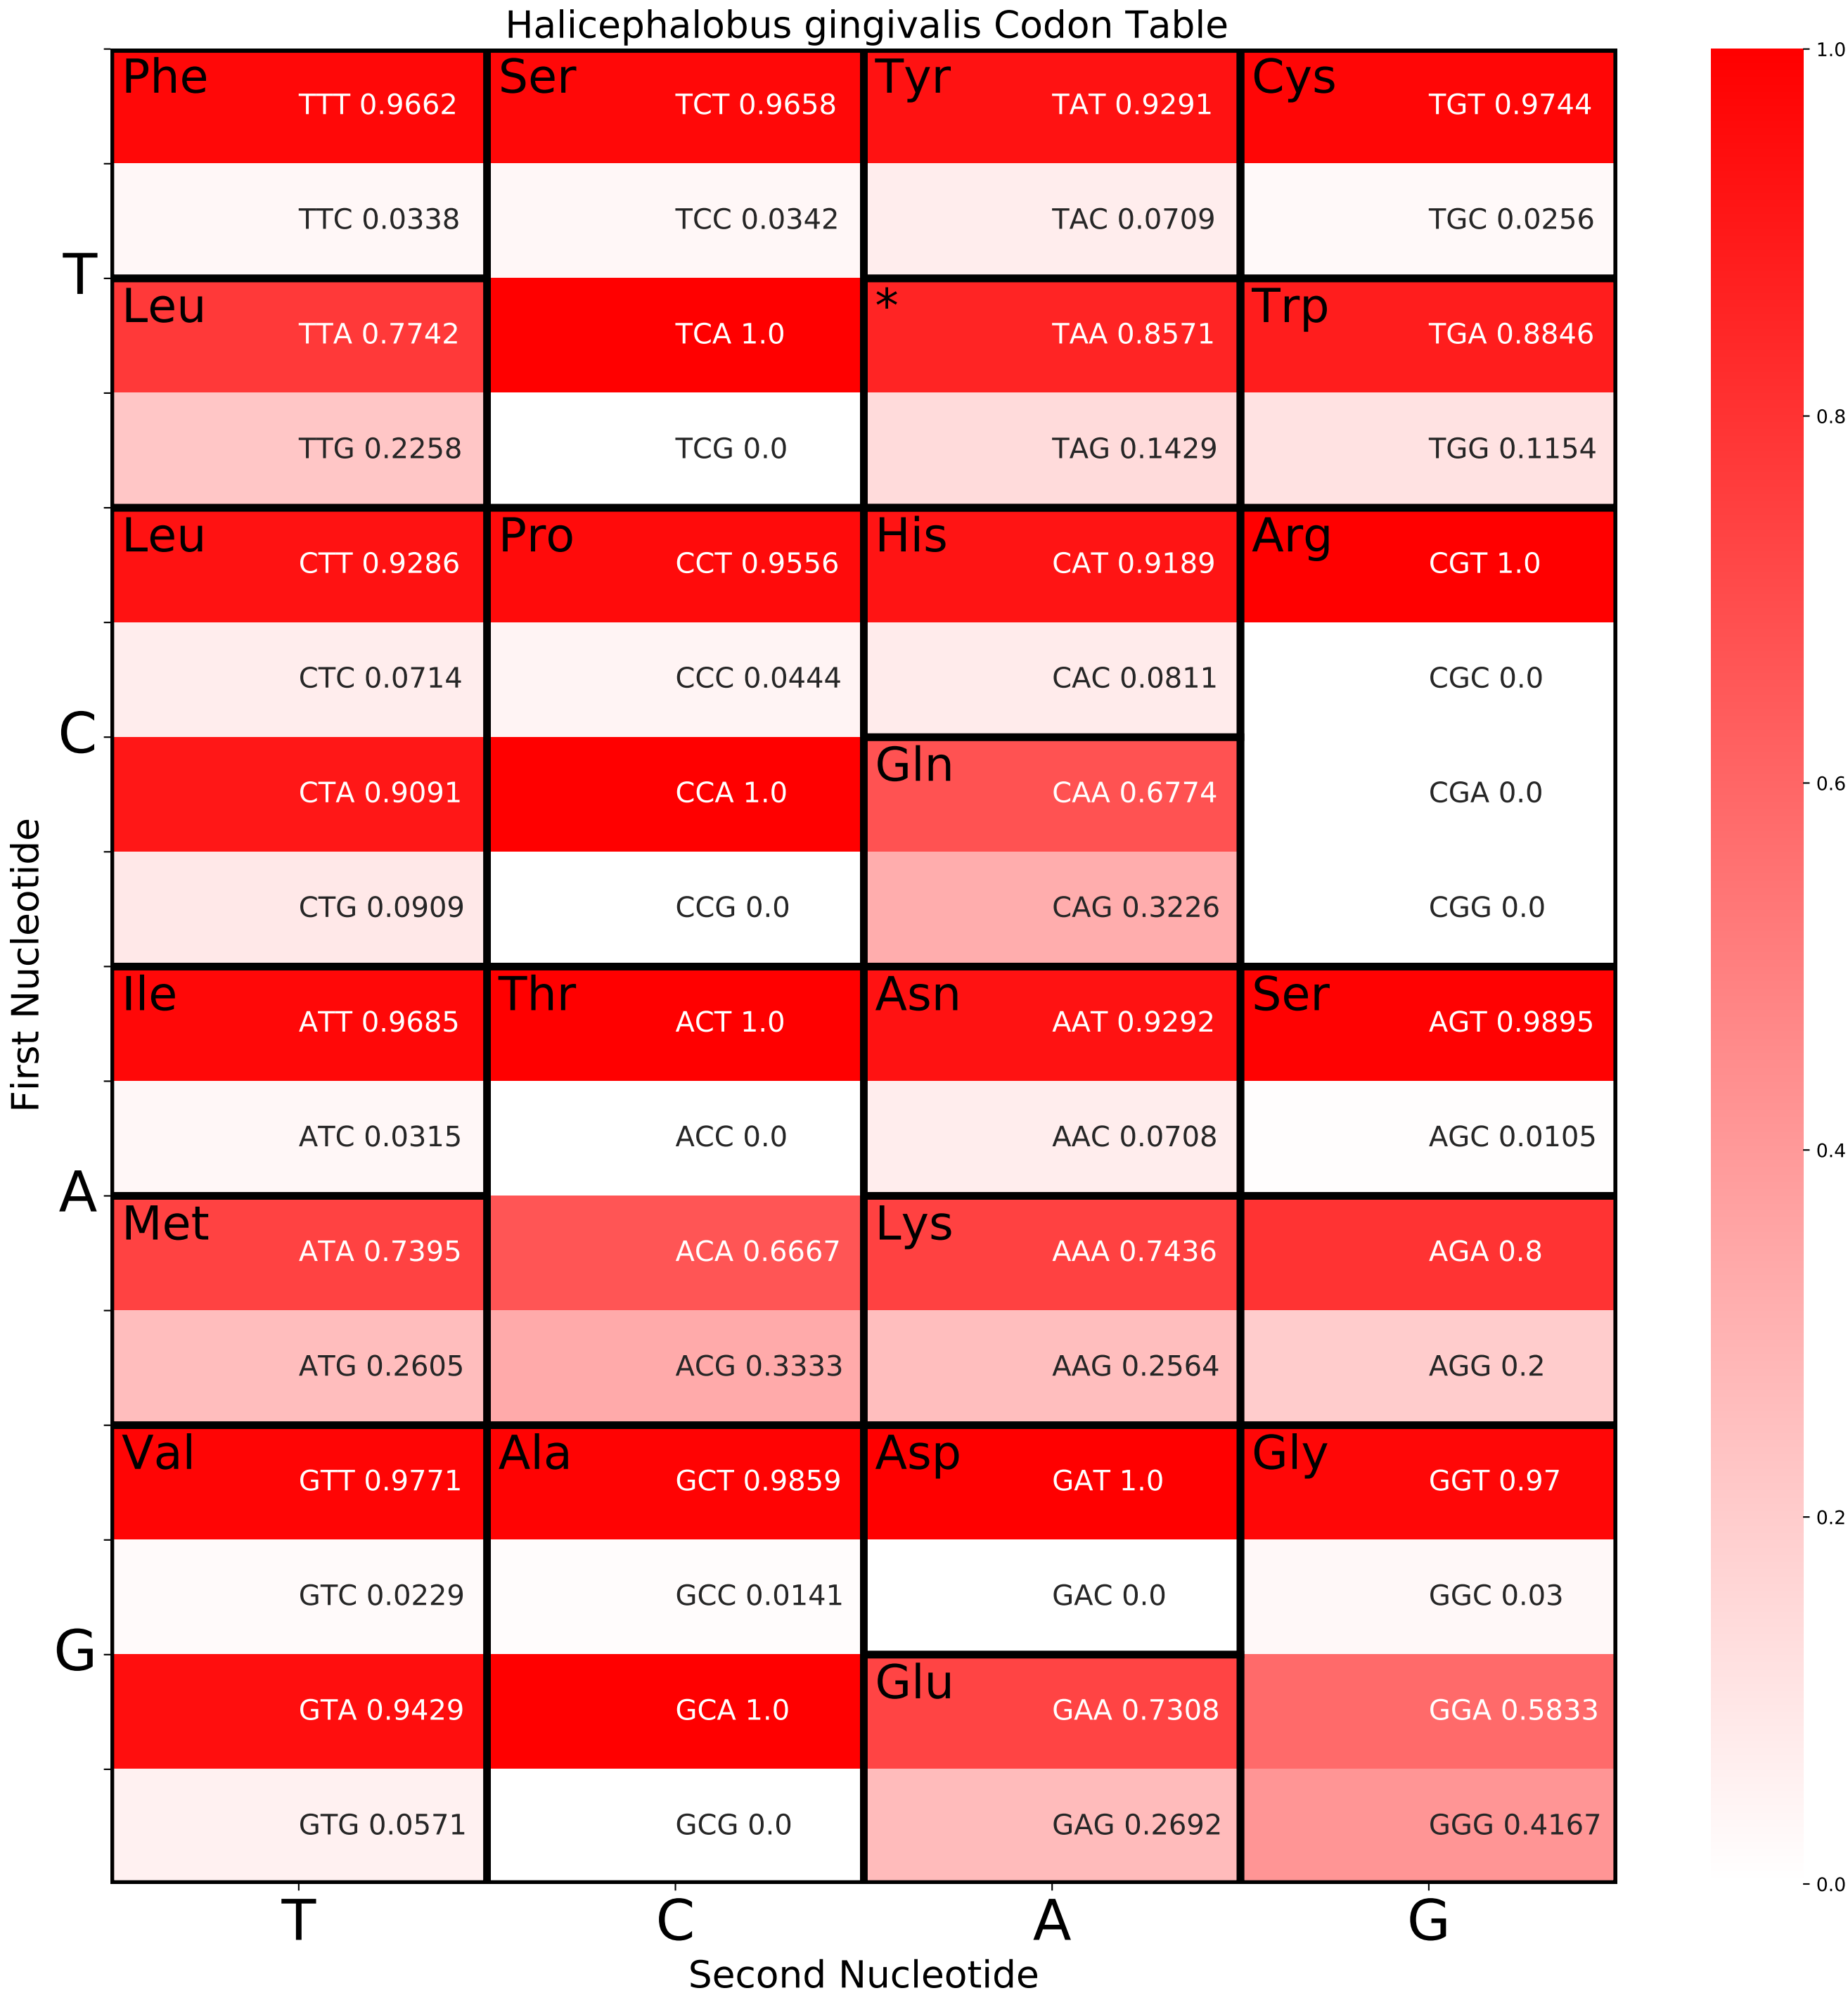 Halicephalobus gingivalis Codon Table
Phe Ser Tyr Cys
TTT 0.9662 TCT 0.9658 TAT 0.9291 TGT 0.9744
TTC 0.0338 TCC 0.0342 TAC 0.0709 TGC 0.0256
T
Leu * Trp
TTA 0.7742 TCA 1.0 TAA 0.8571 TGA 0.8846
TTG 0.2258 TCG 0.0 TAG 0.1429 TGG 0.1154
Leu Pro His Arg
CTT 0.9286 CCT 0.9556 CAT 0.9189 CGT 1.0
CTC 0.0714 CCC 0.0444 CAC 0.0811 CGC 0.0
C
Gln
CTA 0.9091 CCA 1.0 CAA 0.6774 CGA 0.0
CTG 0.0909 CCG 0.0 CAG 0.3226 CGG 0.0
Ile Thr Asn Ser
ATT 0.9685 ACT 1.0 AAT 0.9292 AGT 0.9895
ATC 0.0315 ACC 0.0 AAC 0.0708 AGC 0.0105
A
Met Lys
ATA 0.7395 ACA 0.6667 AAA 0.7436 AGA 0.8
ATG 0.2605 ACG 0.3333 AAG 0.2564 AGG 0.2
Val Ala Asp Gly
GTT 0.9771 GCT 0.9859 GAT 1.0 GGT 0.97
GTC 0.0229 GCC 0.0141 GAC 0.0 GGC 0.03
G
Glu
GTA 0.9429 GCA 1.0 GAA 0.7308 GGA 0.5833
GTG 0.0571 GCG 0.0 GAG 0.2692 GGG 0.4167
T C A G
Second Nucleotide
First Nucleotide
1.0
0.8
0.6
0.4
0.2
0.0